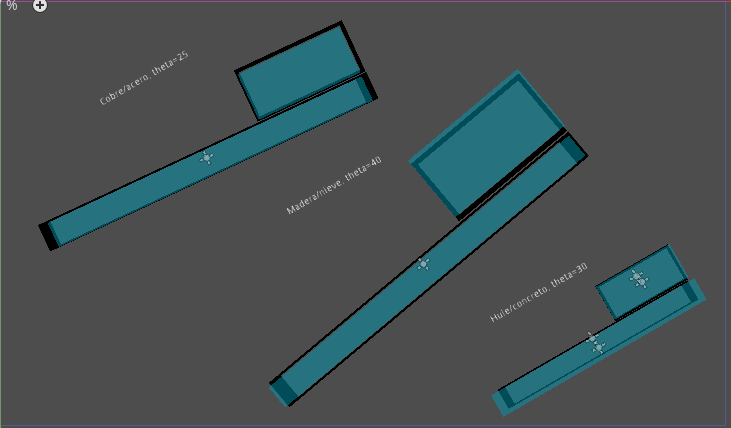 %
Cobre/acero, theta=25
Madera/nieve, theta=40
Hule/concreto, theta=30